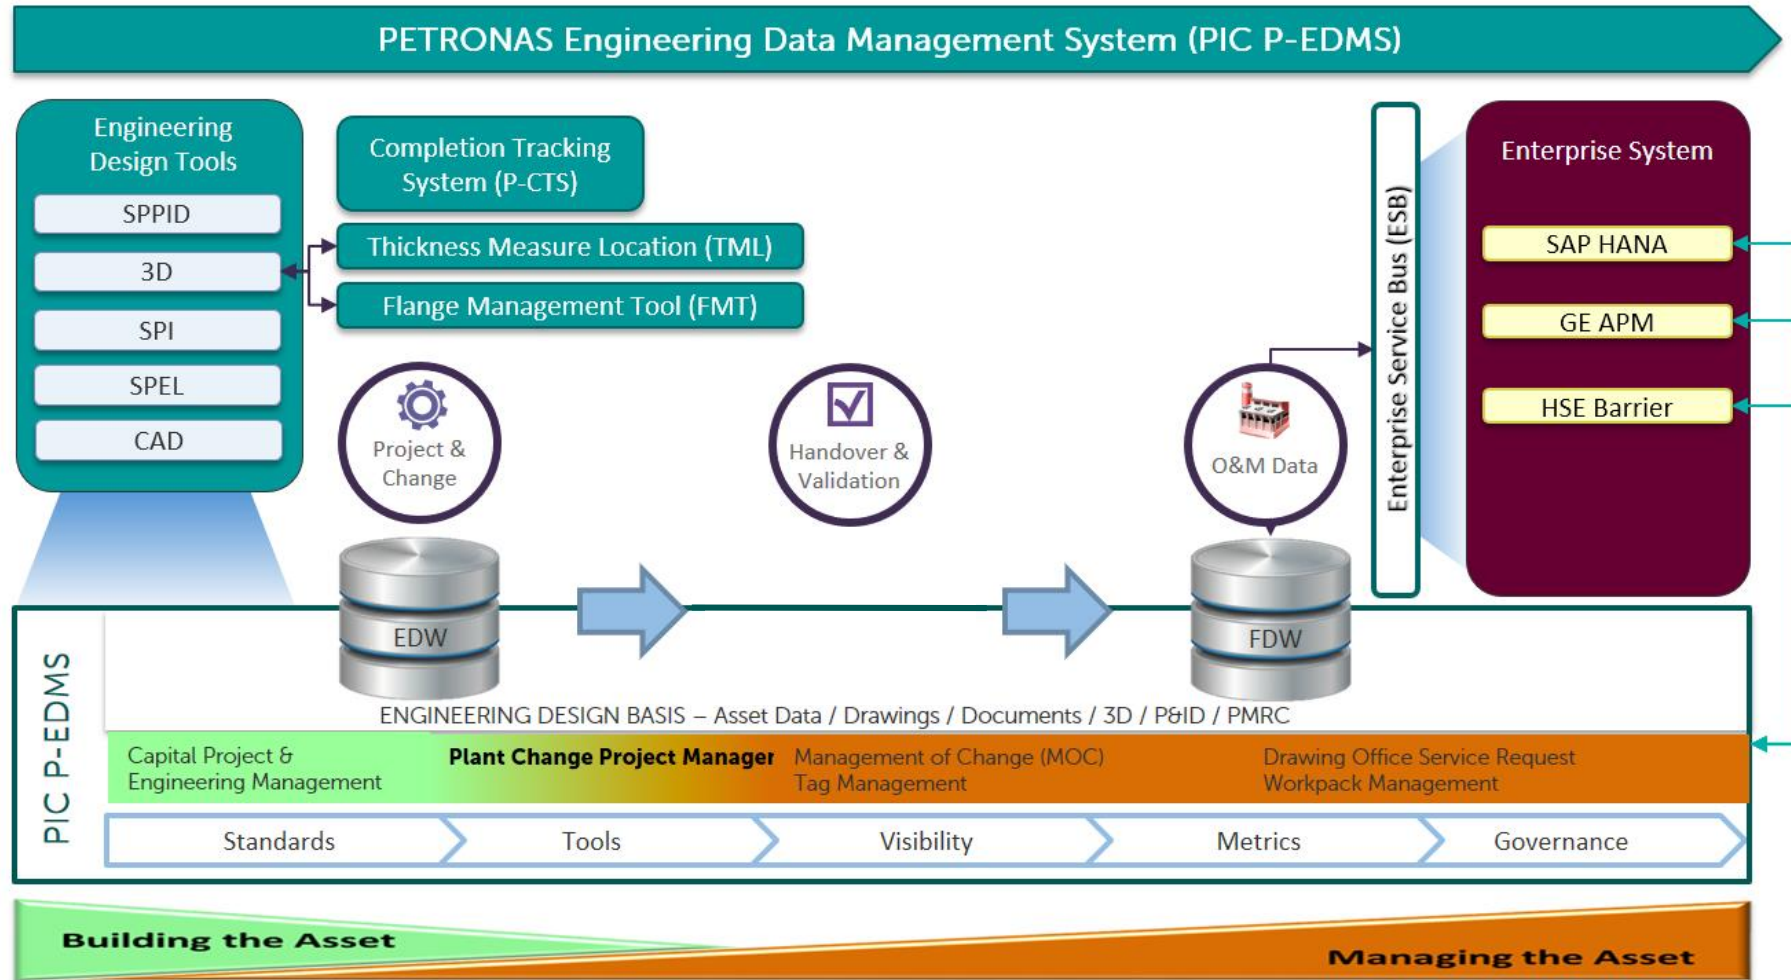 PETRONAS Engineering Data Management System (PIC P-EDMS)
Engineering
Design Tools
SPPID
3D
SPI
SPEL
CAD
Completion Tracking
System (P-CTS)
Thickness Measure Location (TML)
Flange Management Tool (FMT)
Project &
Change
Handover &
Validation
O&M Data
Enterprise Service Bus (ESB)
Enterprise System
SAP HANA
GE APM
HSE Barrier
EDW
FDW
PIC P-EDMS
ENGINEERING DESIGN BASIS – Asset Data / Drawings / Documents / 3D / P&ID / PMRC
Capital Project &
Engineering Management
Plant Change Project Manager
Management of Change (MOC)
Tag Management
Drawing Office Service Request
Workpack Management
Standards
Tools
Visibility
Metrics
Governance
Building the Asset
Managing the Asset